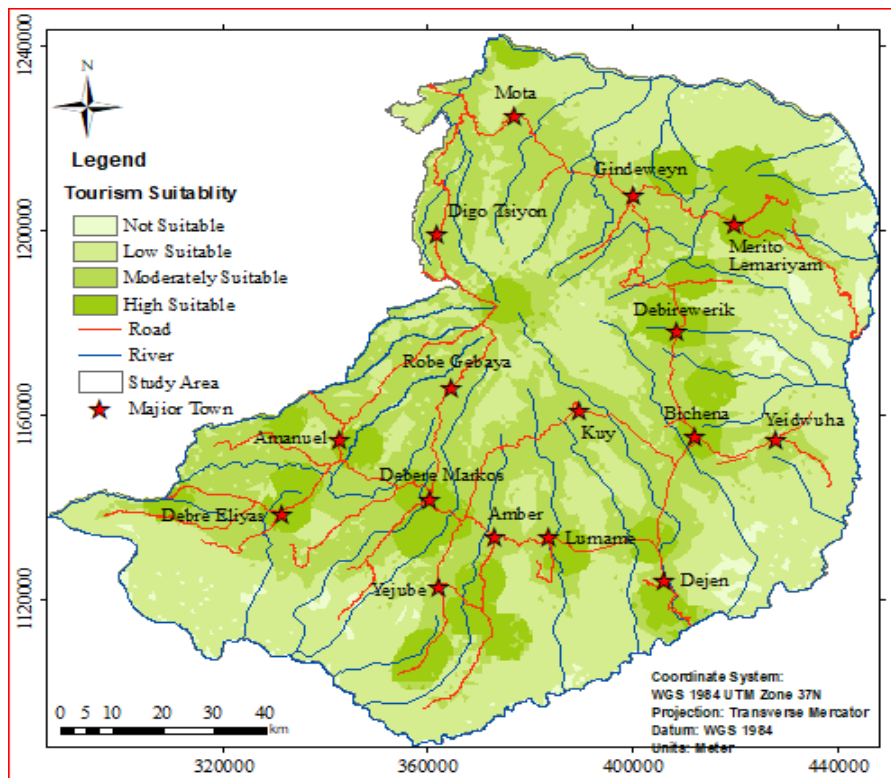 1240000
1200000
1160000
1120000
N
Legend
Tourism Suitablity
Not Suitable
Low Suitable
Moderately Suitable
High Suitable
Road
River
Study Area
Majior Town
Mota
Gindeweyn
Digo Tsiyon
Merito
Lemariyam
Debirewerik
Robe Gebaya
Bichena
Yeidwuha
Amanuel
Kuy
Debere Markos
Debre Eliyas
Amber
Lumame
Dejen
Yejube
Coordinate System:
WGS 1984 UTM Zone 37N
Projection: Transverse Mercator
Datum: WGS 1984
Units: Meter
0 5 10 20 30 40
km
320000 360000 400000 440000